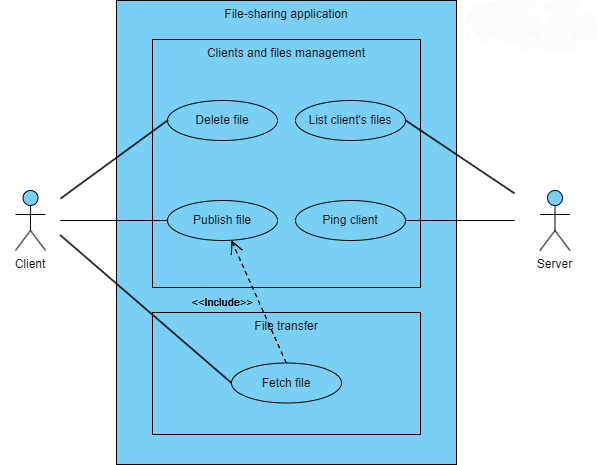 File-sharing application
Clients and files management
Delete file
List client's files
Publish file
Ping client
Client
Server
<<Include>>
File transfer
Fetch file